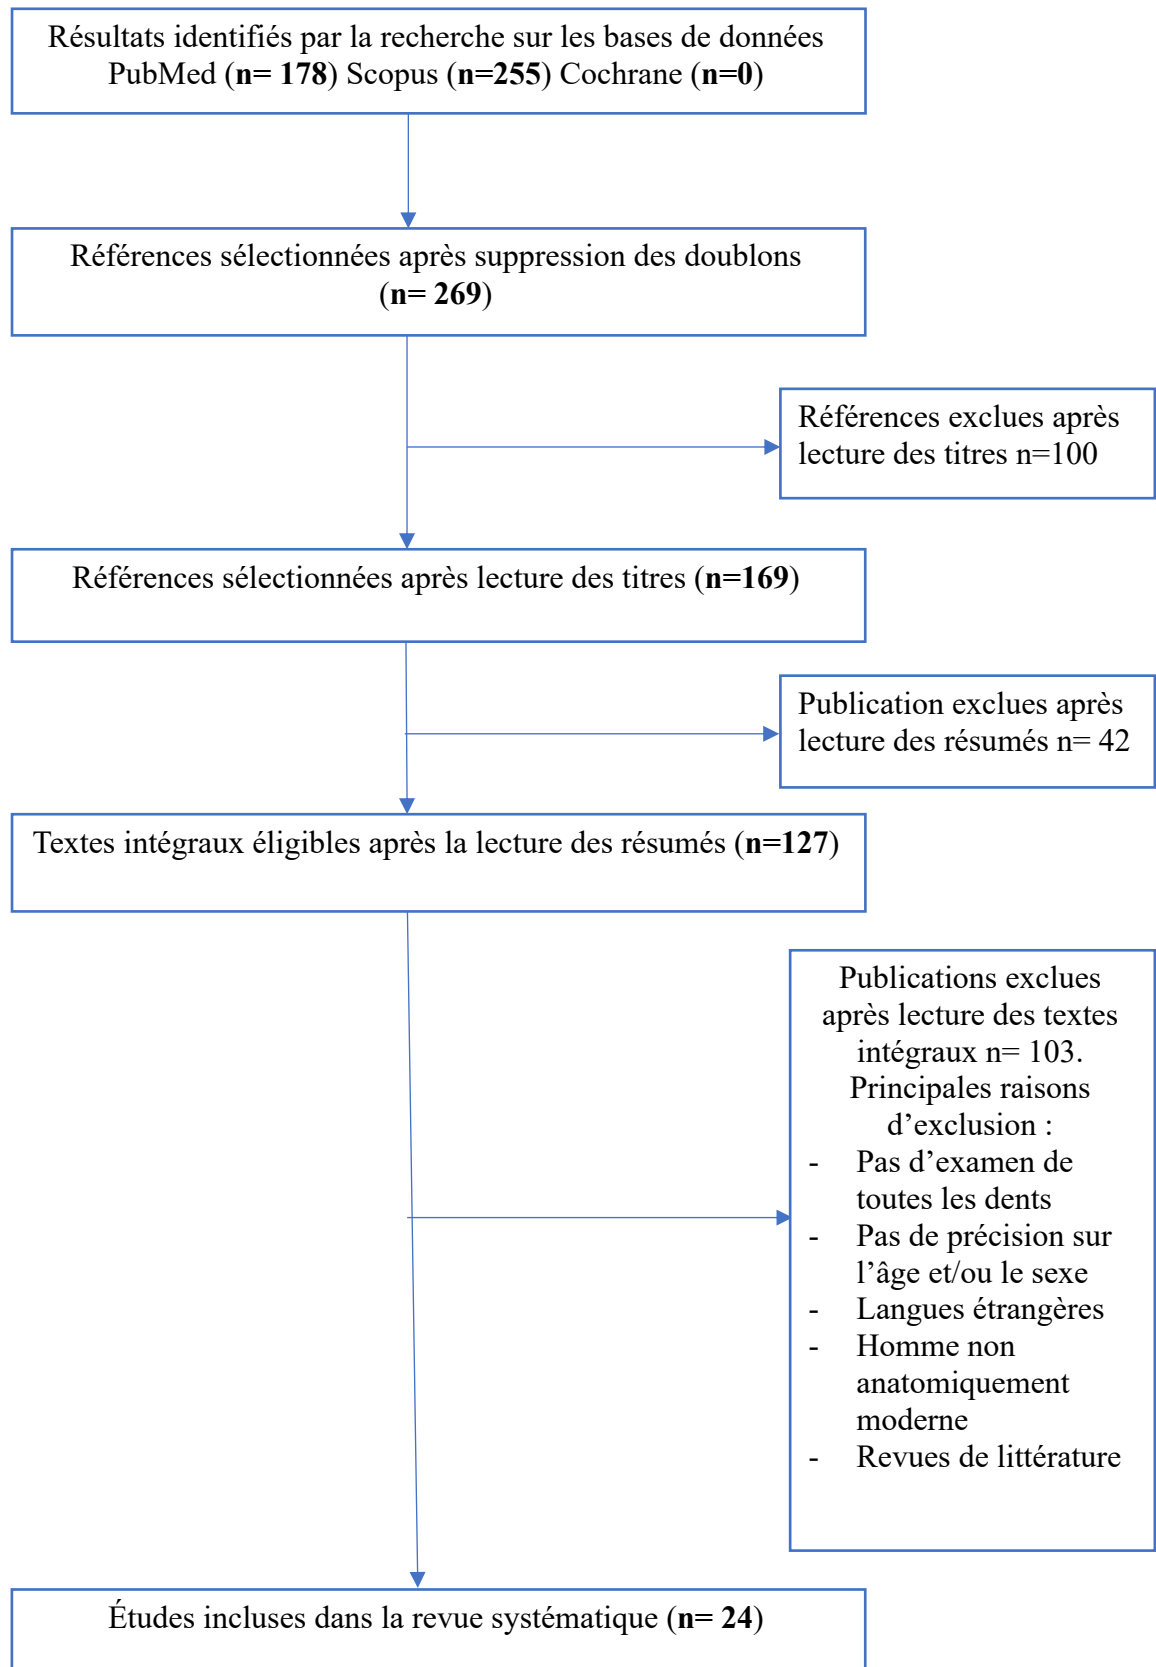 Résultats identifiés par la recherche sur les bases de données
PubMed (n= 178) Scopus (n=255) Cochrane (n=0)
Références sélectionnées après suppression des doublons
(n= 269)
Références exclues après
lecture des titres n=100
Références sélectionnées après lecture des titres (n=169)
Publication exclues après
lecture des résumés n= 42
Textes intégraux éligibles après la lecture des résumés (n=127)
Publications exclues
après lecture des textes
intégraux n= 103.
Principales raisons
d’exclusion :
- Pas d’examen de
toutes les dents
- Pas de précision sur
l’âge et/ou le sexe
- Langues étrangères
- Homme non
anatomiquement
moderne
- Revues de littérature
Études incluses dans la revue systématique (n= 24)